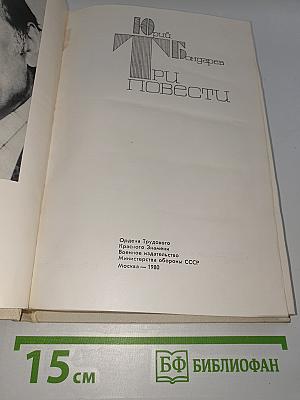 Юрий
Бондарев
Три
повести
Ордена Трудового
Красного Знамени
Военное издательство
Министерства обороны СССР
Москва — 1980
15 см
БФ БИБЛИОФАН